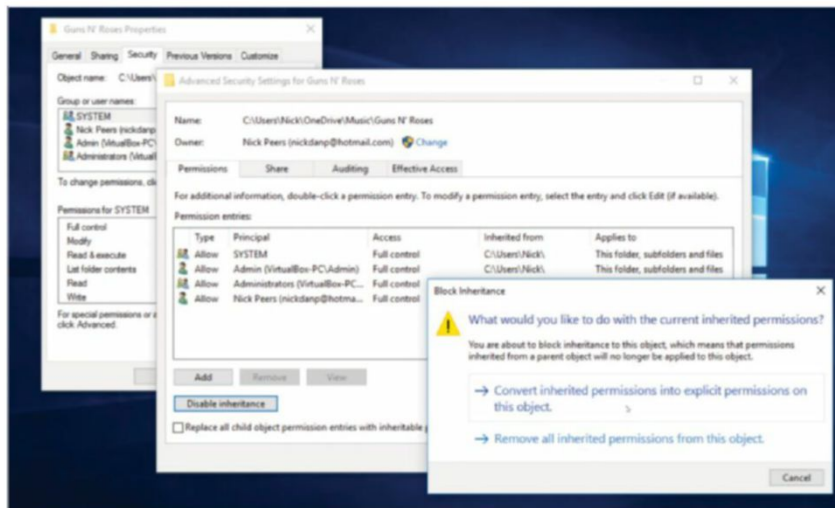 Guns N' Roses Properties
General Sharing Security Previous Versions Customize
Object name: C:\Users\
Group or user names:
SYSTEM
Nick Peers (nickdanp
Admin (VirtualBox-PC\
Administrators (Virtual
To change permissions, cli
Permissions for SYSTEM
Full control
Modify
Read & execute
List folder contents
Read
Write
For special permissions or a
click Advanced.
Advanced Security Settings for Guns N' Roses
Name: C:\Users\Nick\OneDrive\Music\Guns N' Roses
Owner: Nick Peers (nickdanp@hotmail.com) Change
Permissions Share Auditing Effective Access
For additional information, double-click a permission entry. To modify a permission entry, select the entry and click Edit (if available).
Permission entries:
Type Principal Access Inherited from Applies to
Allow SYSTEM Full control C:\Users\Nick\ This folder, subfolders and files
Allow Admin (VirtualBox-PC\Admin) Full control C:\Users\Nick\ This folder, subfolders and files
Allow Administrators (VirtualBox-PC... Full control
Allow Nick Peers (nickdanp@hotma... Full control
Add Remove View
Disable inheritance
Replace all child object permission entries with inheritable
Block Inheritance
What would you like to do with the current inherited permissions?
You are about to block inheritance to this object, which means that permissions
inherited from a parent object will no longer be applied to this object.
Convert inherited permissions into explicit permissions on
this object.
Remove all inherited permissions from this object.
Cancel